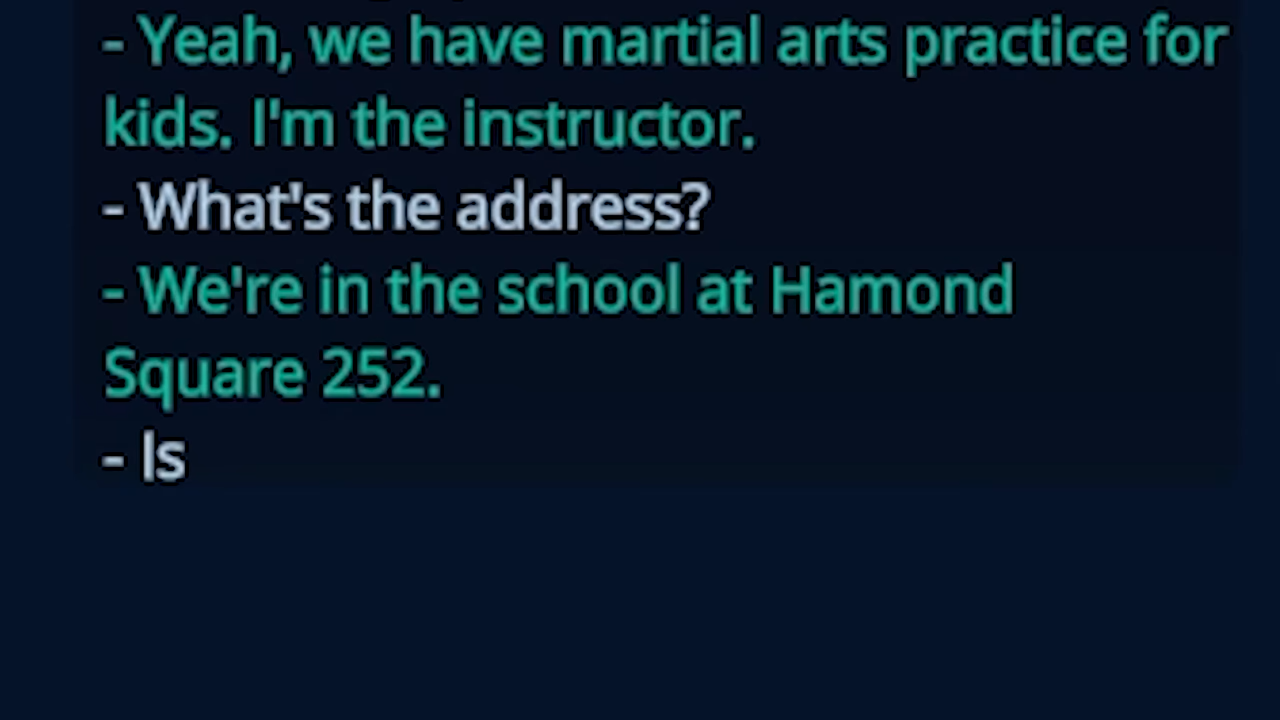 - Yeah, we have martial arts practice for
kids. I'm the instructor.
- What's the address?
- We're in the school at Hamond
Square 252.
- Is